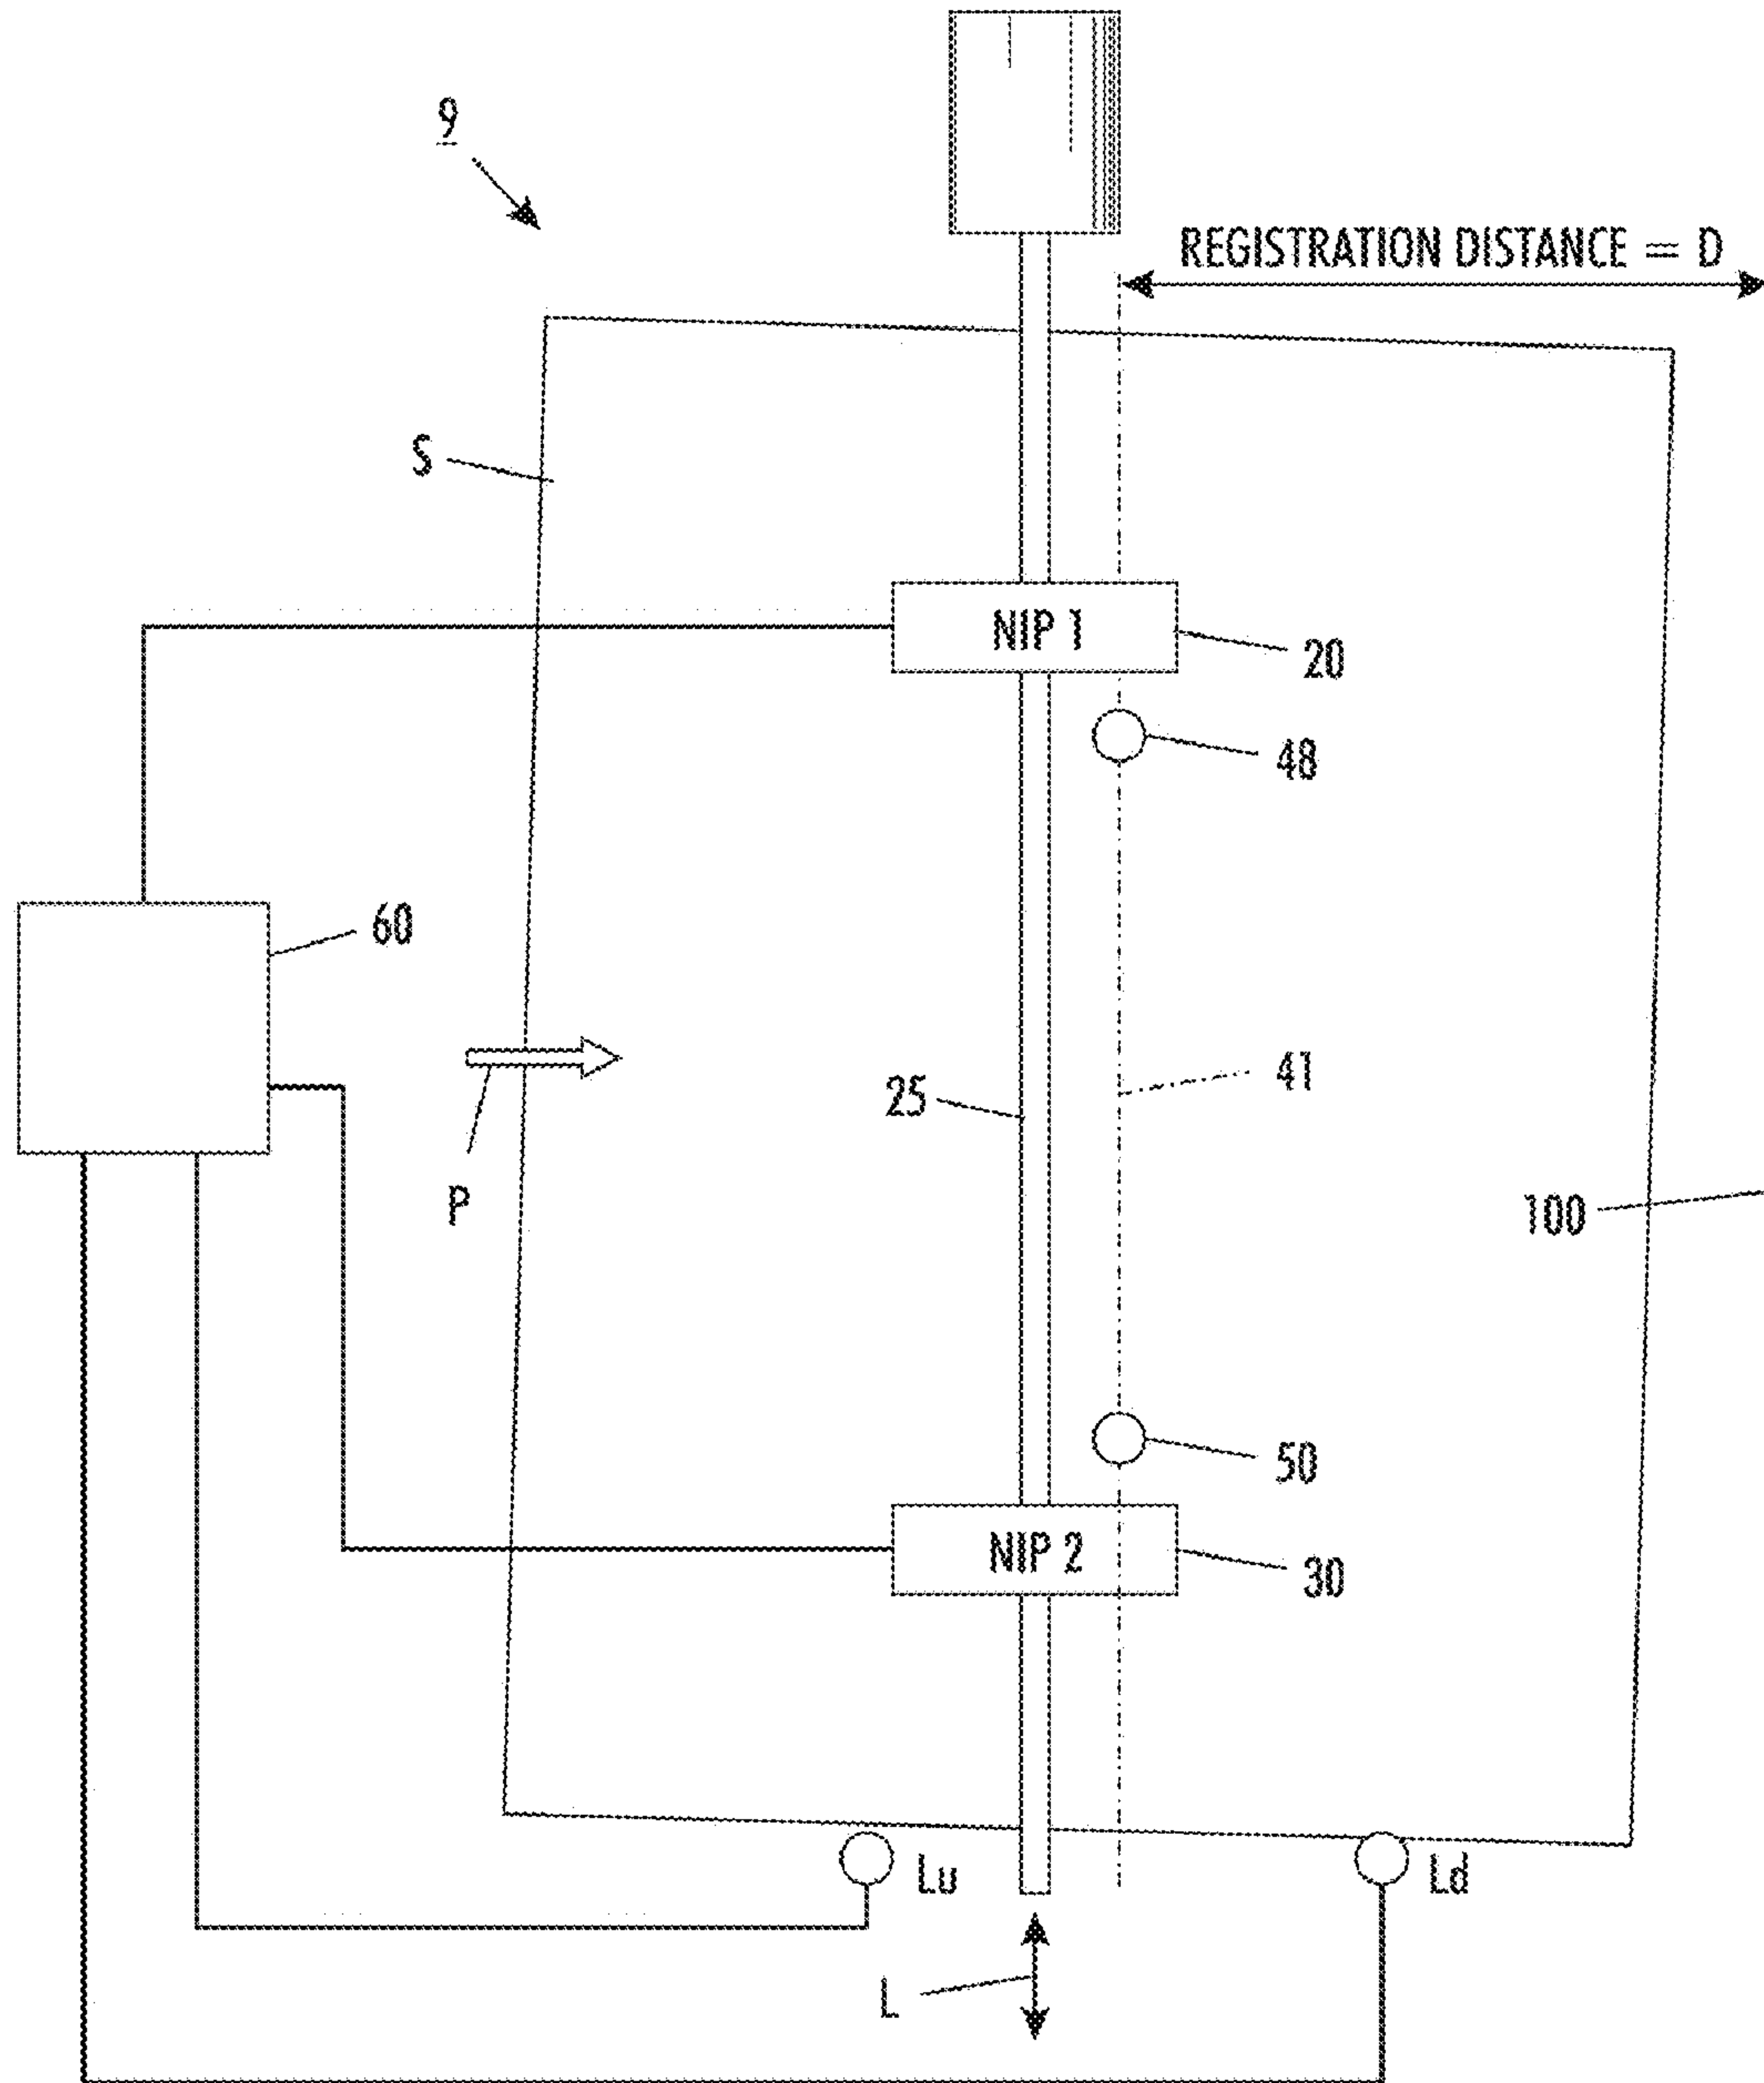 9
REGISTRATION DISTANCE = D
S
NIP 1
20
48
60
25
41
P
100
50
NIP 2
30
Lu
Ld
L